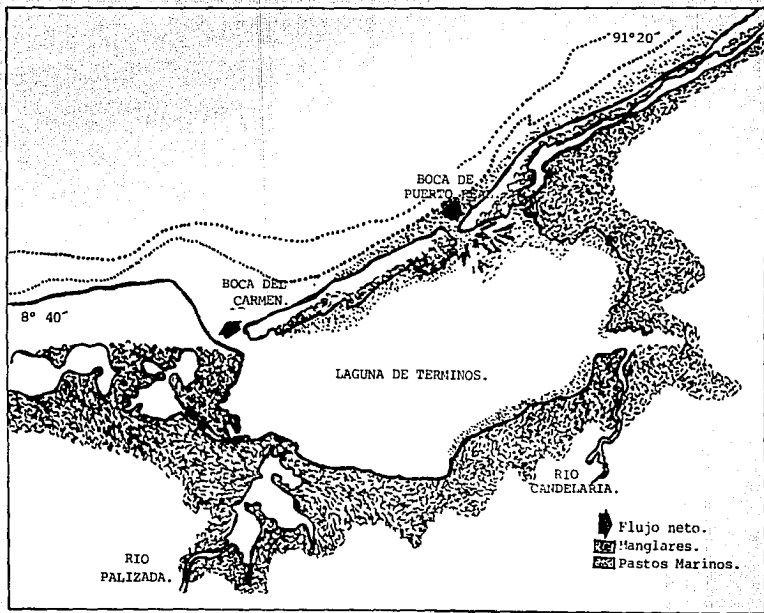 91°20'
BOCA DE
PUERTO
BOCA DEL
CARMEN.
8° 40'
LAGUNA DE TERMINOS.
RIO
CANDELARIA.
RIO
PALIZADA.
Flujo neto.
Manglares.
Pastos Marinos.